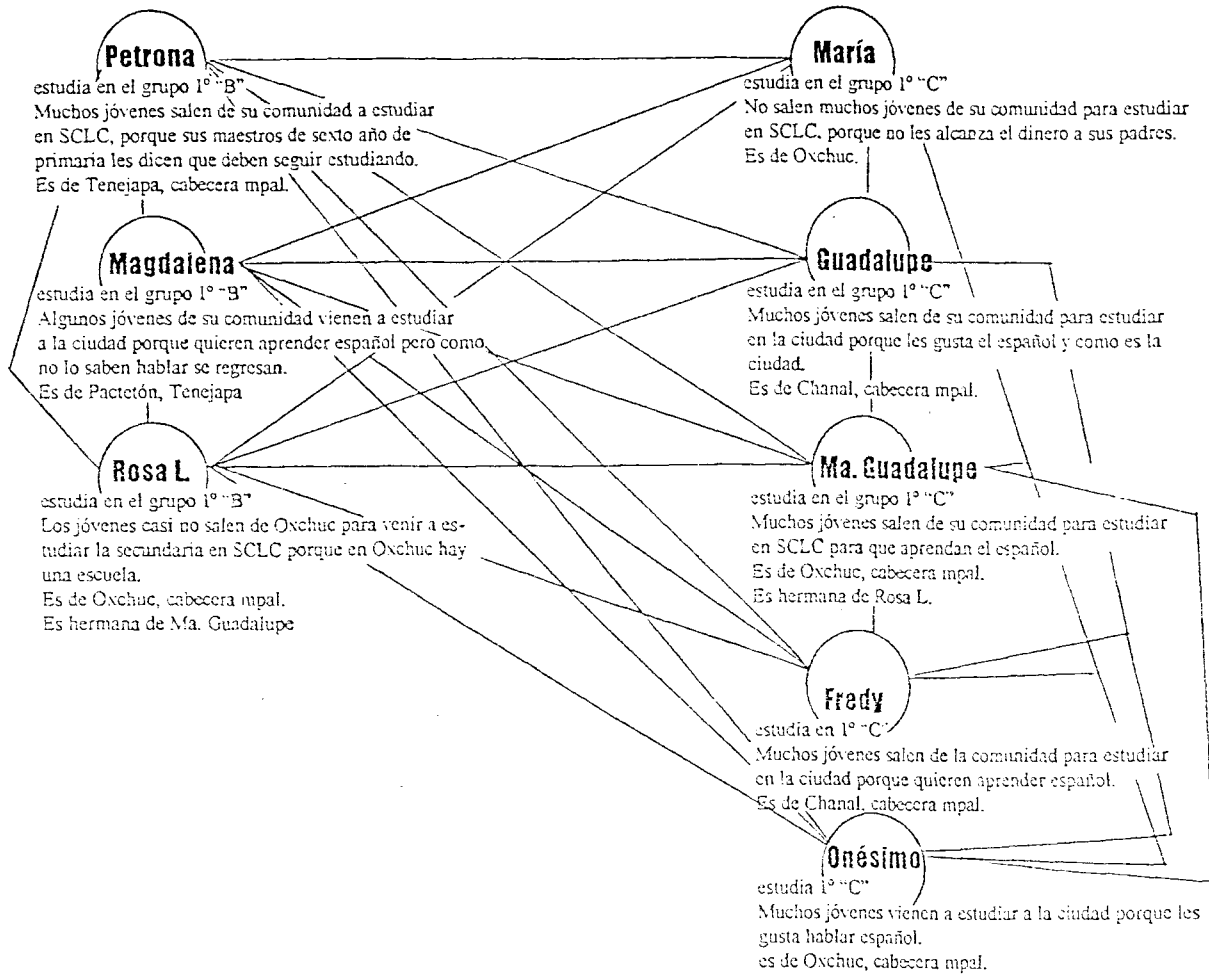 Petrona
estudia en el grupo 1º “B”
Muchos jóvenes salen de su comunidad a estudiar
en SCLC, porque sus maestros de sexto año de
primaria les dicen que deben seguir estudiando.
Es de Tenejapa, cabecera mpal.
Magdalena
estudia en el grupo 1º “B”
Algunos jóvenes de su comunidad vienen a estudiar
a la ciudad porque quieren aprender español pero como
no lo saben hablar se regresan.
Es de Pactetón, Tenejapa
Rosa L.
estudia en el grupo 1º “B”
Los jóvenes casi no salen de Oxchuc para venir a es-
tudiar la secundaria en SCLC porque en Oxchuc hay
una escuela.
Es de Oxchuc, cabecera mpal.
Es hermana de Ma. Guadalupe
María
estudia en el grupo 1º “C”
No salen muchos jóvenes de su comunidad para estudiar
en SCLC, porque no les alcanza el dinero a sus padres.
Es de Oxchuc.
Guadalupe
estudia en el grupo 1º “C”
Muchos jóvenes salen de su comunidad para estudiar
en la ciudad porque les gusta el español y como es la
ciudad.
Es de Chanal, cabecera mpal.
Ma. Guadalupe
estudia en el grupo 1º “C”
Muchos jóvenes salen de su comunidad para estudiar
en SCLC para que aprendan el español.
Es de Oxchuc, cabecera mpal.
Es hermana de Rosa L.
Fredy
estudia en 1º “C”
Muchos jóvenes salen de la comunidad para estudiar
en la ciudad porque quieren aprender español.
Es de Chanal, cabecera mpal.
Onésimo
estudia 1º “C”
Muchos jóvenes vienen a estudiar a la ciudad porque les
gusta hablar español.
es de Oxchuc, cabecera mpal.